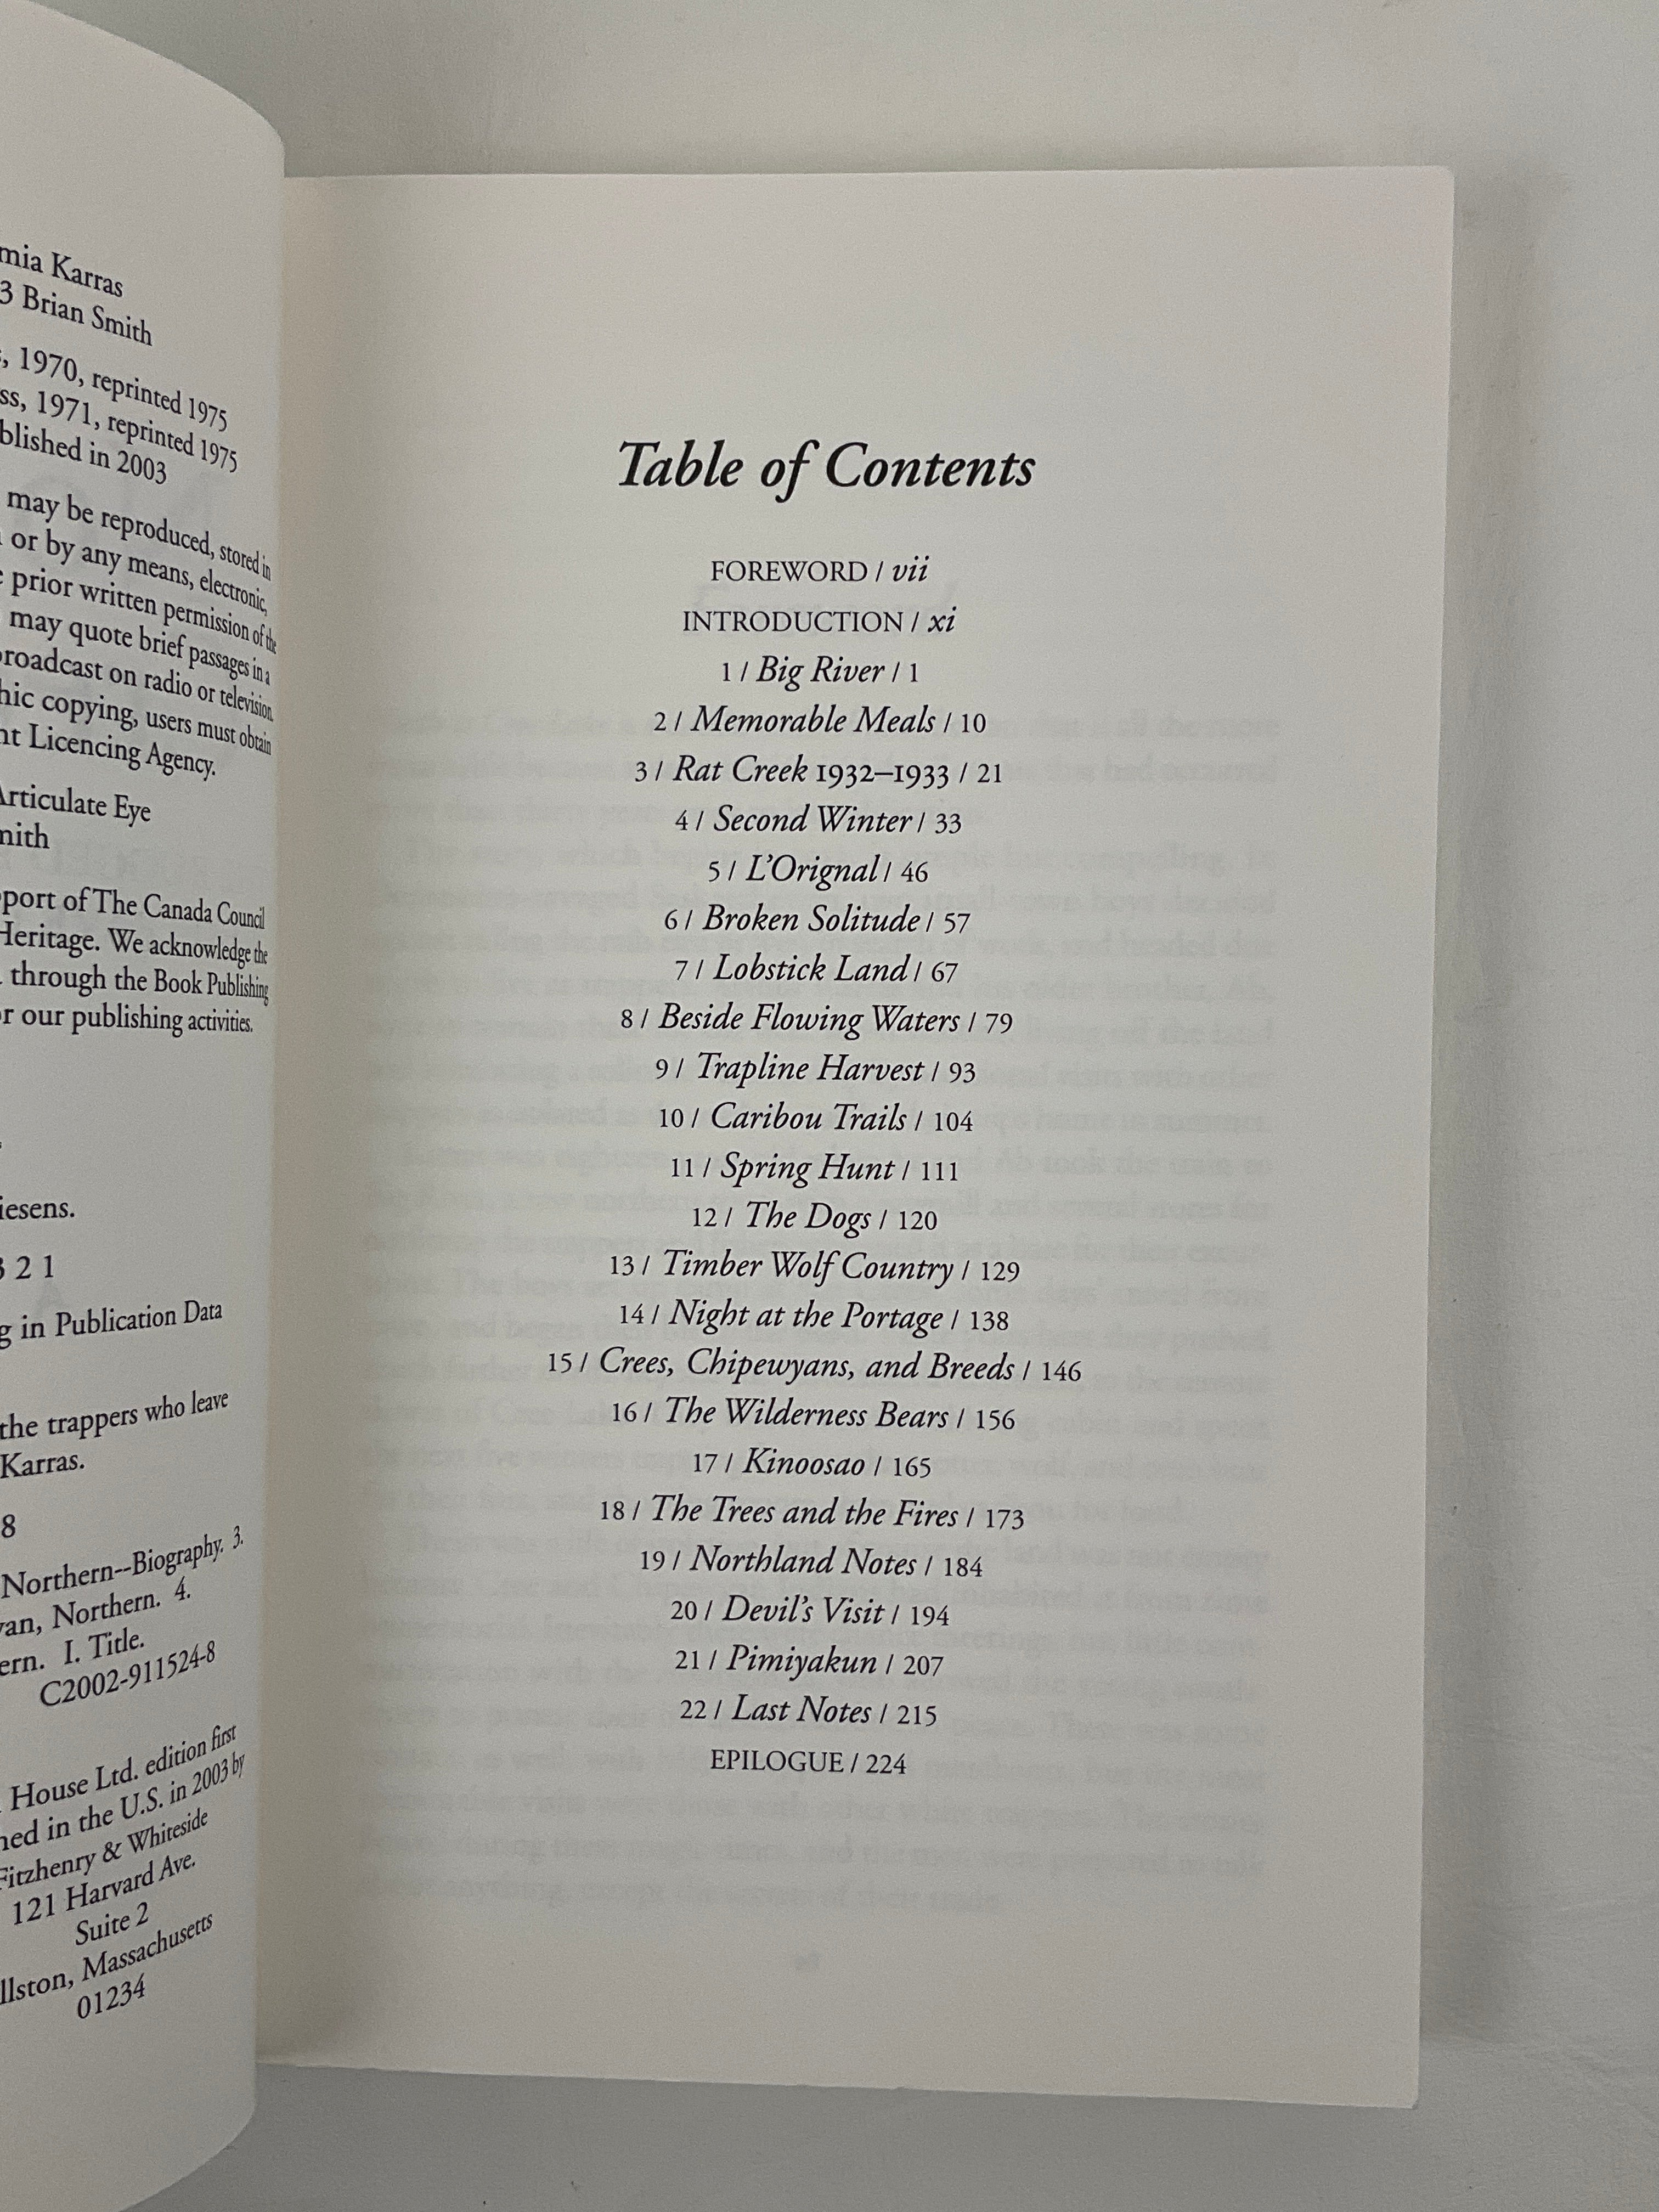 mia Karras
3 Brian Smith
, 1970, reprinted 1975
ss, 1971, reprinted 1975
blished in 2003
may be reproduced, stored in
or by any means, electronic,
prior written permission of the
may quote brief passages in a
roadcast on radio or television,
hic copying, users must obtain
nt Licencing Agency.
Articulate Eye
mith
pport of The Canada Council
Heritage. We acknowledge the
through the Book Publishing
or our publishing activities.
iesens.
3 2 1
g in Publication Data
the trappers who leave
Karras.
8
Northern--Biography. 3.
van, Northern. 4.
ern. I. Title.
C2002-911524-8
House Ltd. edition first
ned in the U.S. in 2003 by
Fitzhenry & Whiteside
121 Harvard Ave.
Suite 2
llston, Massachusetts
01234
Table of Contents
FOREWORD / vii
INTRODUCTION / xi
1 / Big River / 1
2 / Memorable Meals / 10
3 / Rat Creek 1932–1933 / 21
4 / Second Winter / 33
5 / L’Orignal / 46
6 / Broken Solitude / 57
7 / Lobstick Land / 67
8 / Beside Flowing Waters / 79
9 / Trapline Harvest / 93
10 / Caribou Trails / 104
11 / Spring Hunt / 111
12 / The Dogs / 120
13 / Timber Wolf Country / 129
14 / Night at the Portage / 138
15 / Crees, Chipewyans, and Breeds / 146
16 / The Wilderness Bears / 156
17 / Kinoosao / 165
18 / The Trees and the Fires / 173
19 / Northland Notes / 184
20 / Devil’s Visit / 194
21 / Pimiyakun / 207
22 / Last Notes / 215
EPILOGUE / 224